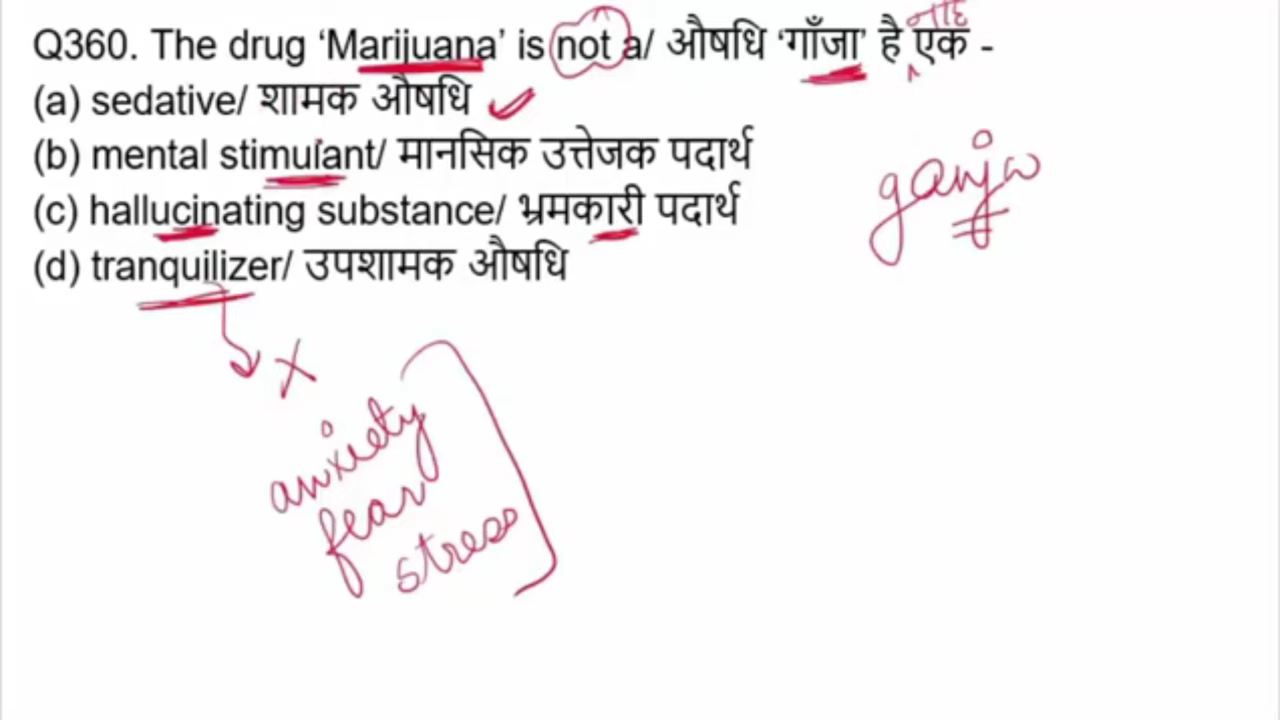 नाह
Q360. The drug ‘Marijuana’ is not a/ औषधि ‘गाँजा’ है एक -
(a) sedative/ शामक औषधि
(b) mental stimulant/ मानसिक उत्तेजक पदार्थ
(c) hallucinating substance/ भ्रमकारी पदार्थ
ganja
(d) tranquilizer/ उपशामक औषधि
anxiety
fear
stress